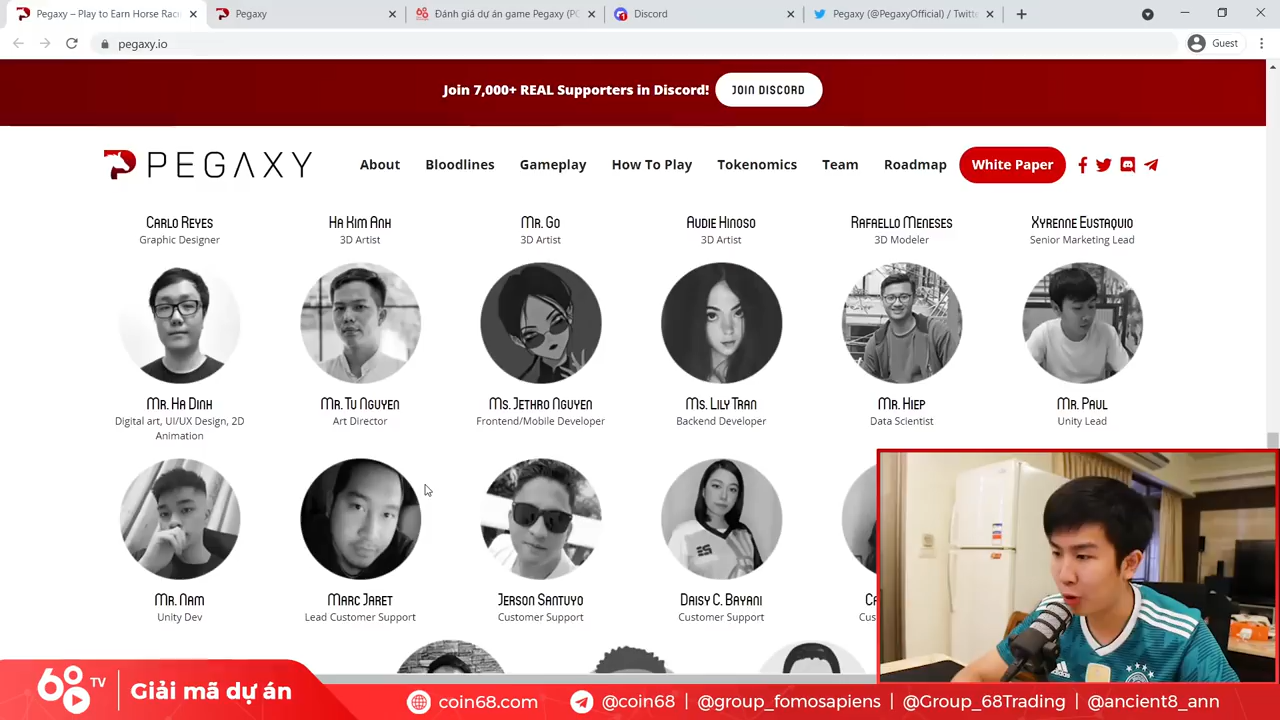 Pegaxy – Play to Earn Horse Raci
Pegaxy
Đánh giá dự án game Pegaxy (PG
Discord
Pegaxy (@PegaxyOfficial) / Twitte
pegaxy.io
Guest
Join 7,000+ REAL Supporters in Discord!
JOIN DISCORD
PEGAXY
About
Bloodlines
Gameplay
How To Play
Tokenomics
Team
Roadmap
White Paper
Carlo Reyes
Graphic Designer
Ha Kim Anh
3D Artist
Mr. Go
3D Artist
Audie Hinoso
3D Artist
Rafaello Meneses
3D Modeler
Xyrenne Eustaquio
Senior Marketing Lead
Mr. Ha Dinh
Digital art, UI/UX Design, 2D
Animation
Mr. Tu Nguyen
Art Director
Ms. Jethro Nguyen
Frontend/Mobile Developer
Ms. Lily Tran
Backend Developer
Mr. Hiep
Data Scientist
Mr. Paul
Unity Lead
Mr. Nam
Unity Dev
Marc Jaret
Lead Customer Support
Jerson Santuyo
Customer Support
Daisy C. Bayani
Customer Support
68 TV
Giải mã dự án
coin68.com
@coin68
@group_fomosapiens
@Group_68Trading
@ancient8_ann